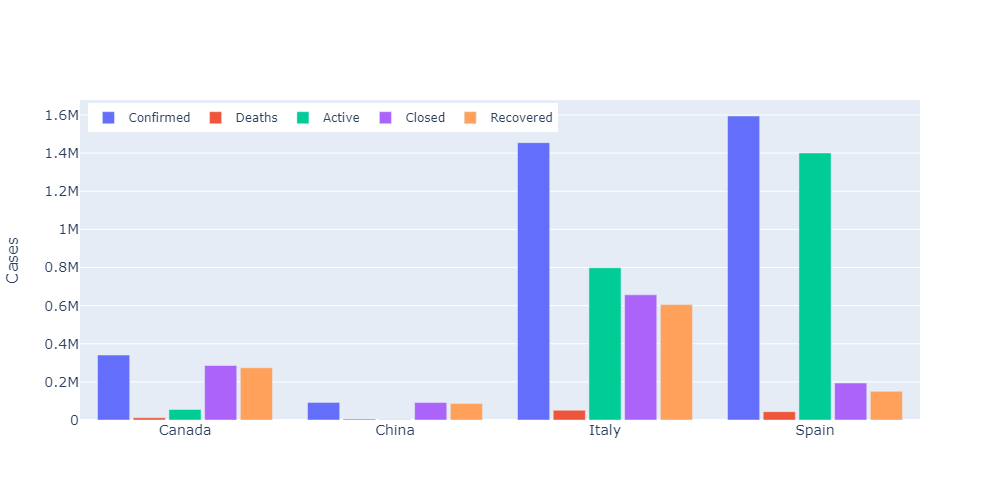 Confirmed Deaths Active Closed Recovered
1.6M
1.4M
1.2M
1M
0.8M
0.6M
0.4M
0.2M
0
Cases
Canada China Italy Spain